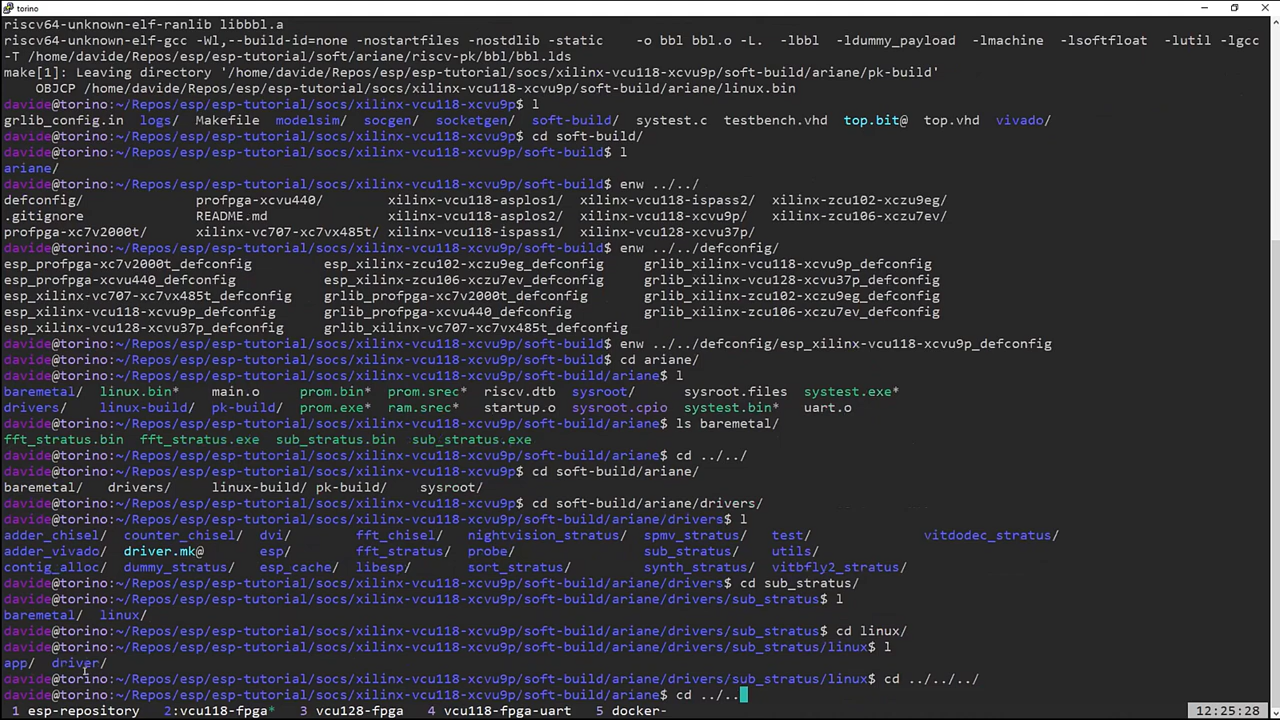 torino
riscv64-unknown-elf-ranlib libbbl.a
riscv64-unknown-elf-gcc -Wl,--build-id=none -nostartfiles -nostdlib -static   -o bbl bbl.o -L.  -lbbl  -ldummy_payload  -lmachine  -lsoftfloat  -lutil -lgcc
-T /home/davide/Repos/esp/esp-tutorial/soft/ariane/riscv-pk/bbl/bbl.lds
make[1]: Leaving directory '/home/davide/Repos/esp/esp-tutorial/socs/xilinx-vcu118-xcvu9p/soft-build/ariane/pk-build'
    OBJCP /home/davide/Repos/esp/esp-tutorial/socs/xilinx-vcu118-xcvu9p/soft-build/ariane/linux.bin
davide@torino:~/Repos/esp/esp-tutorial/socs/xilinx-vcu118-xcvu9p$ l
grlib_config.in  logs/  Makefile  modelsim/  socgen/  socketgen/  soft-build/  systest.c  testbench.vhd  top.bit@  top.vhd  vivado/
davide@torino:~/Repos/esp/esp-tutorial/socs/xilinx-vcu118-xcvu9p$ cd soft-build/
davide@torino:~/Repos/esp/esp-tutorial/socs/xilinx-vcu118-xcvu9p/soft-build$ l
ariane/
davide@torino:~/Repos/esp/esp-tutorial/socs/xilinx-vcu118-xcvu9p/soft-build$ enw ../../
defconfig/              profpga-xcvu440/        xilinx-vcu118-asplos1/  xilinx-vcu118-ispass2/  xilinx-zcu102-xczu9eg/
.gitignore              README.md               xilinx-vcu118-asplos2/  xilinx-vcu118-xcvu9p/   xilinx-zcu106-xczu7ev/
profpga-xc7v2000t/      xilinx-vc707-xc7vx485t/ xilinx-vcu118-ispass1/  xilinx-vcu128-xcvu37p/
davide@torino:~/Repos/esp/esp-tutorial/socs/xilinx-vcu118-xcvu9p/soft-build$ enw ../../defconfig/
esp_profpga-xc7v2000t_defconfig         esp_xilinx-zcu102-xczu9eg_defconfig     grlib_xilinx-vcu118-xcvu9p_defconfig
esp_profpga-xcvu440_defconfig           esp_xilinx-zcu106-xczu7ev_defconfig     grlib_xilinx-vcu128-xcvu37p_defconfig
esp_xilinx-vc707-xc7vx485t_defconfig    grlib_profpga-xc7v2000t_defconfig       grlib_xilinx-zcu102-xczu9eg_defconfig
esp_xilinx-vcu118-xcvu9p_defconfig      grlib_profpga-xcvu440_defconfig         grlib_xilinx-zcu106-xczu7ev_defconfig
esp_xilinx-vcu128-xcvu37p_defconfig     grlib_xilinx-vc707-xc7vx485t_defconfig
davide@torino:~/Repos/esp/esp-tutorial/socs/xilinx-vcu118-xcvu9p/soft-build$ enw ../../defconfig/esp_xilinx-vcu118-xcvu9p_defconfig
davide@torino:~/Repos/esp/esp-tutorial/socs/xilinx-vcu118-xcvu9p/soft-build$ cd ariane/
davide@torino:~/Repos/esp/esp-tutorial/socs/xilinx-vcu118-xcvu9p/soft-build/ariane$ l
baremetal/  linux.bin*    main.o     prom.bin*  prom.srec*  riscv.dtb  sysroot/      sysroot.files  systest.exe*
drivers/    linux-build/  pk-build/  prom.exe*  ram.srec*   startup.o  sysroot.cpio  systest.bin*   uart.o
davide@torino:~/Repos/esp/esp-tutorial/socs/xilinx-vcu118-xcvu9p/soft-build/ariane$ ls baremetal/
fft_stratus.bin  fft_stratus.exe  sub_stratus.bin  sub_stratus.exe
davide@torino:~/Repos/esp/esp-tutorial/socs/xilinx-vcu118-xcvu9p/soft-build/ariane$ cd ../../
davide@torino:~/Repos/esp/esp-tutorial/socs/xilinx-vcu118-xcvu9p$ cd soft-build/ariane/
baremetal/   drivers/     linux-build/ pk-build/    sysroot/
davide@torino:~/Repos/esp/esp-tutorial/socs/xilinx-vcu118-xcvu9p$ cd soft-build/ariane/drivers/
davide@torino:~/Repos/esp/esp-tutorial/socs/xilinx-vcu118-xcvu9p/soft-build/ariane/drivers$ l
adder_chisel/  counter_chisel/  dvi/        fft_chisel/   nightvision_stratus/  spmv_stratus/   test/              vitdodec_stratus/
adder_vivado/  driver.mk@       esp/        fft_stratus/  probe/                sub_stratus/    utils/
contig_alloc/  dummy_stratus/   esp_cache/  libesp/       sort_stratus/         synth_stratus/  vitbfly2_stratus/
davide@torino:~/Repos/esp/esp-tutorial/socs/xilinx-vcu118-xcvu9p/soft-build/ariane/drivers$ cd sub_stratus/
davide@torino:~/Repos/esp/esp-tutorial/socs/xilinx-vcu118-xcvu9p/soft-build/ariane/drivers/sub_stratus$ l
baremetal/  linux/
davide@torino:~/Repos/esp/esp-tutorial/socs/xilinx-vcu118-xcvu9p/soft-build/ariane/drivers/sub_stratus$ cd linux/
davide@torino:~/Repos/esp/esp-tutorial/socs/xilinx-vcu118-xcvu9p/soft-build/ariane/drivers/sub_stratus/linux$ l
app/  driver/
davide@torino:~/Repos/esp/esp-tutorial/socs/xilinx-vcu118-xcvu9p/soft-build/ariane/drivers/sub_stratus/linux$ cd ../../../
davide@torino:~/Repos/esp/esp-tutorial/socs/xilinx-vcu118-xcvu9p/soft-build/ariane$ cd ../..
1 esp-repository   2:vcu118-fpga*   3 vcu128-fpga   4 vcu118-fpga-uart   5 docker-   12:25:28